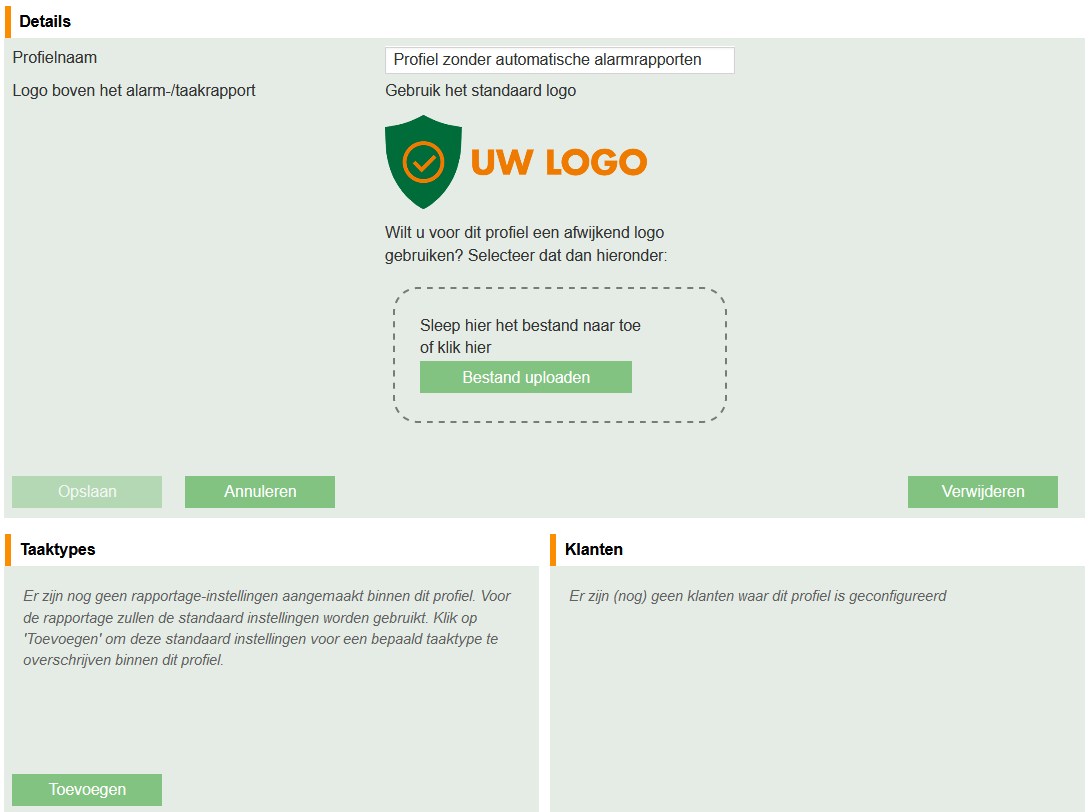 Details
Profielnaam
Profiel zonder automatische alarmrapporten
Logo boven het alarm-/taakrapport
Gebruik het standaard logo
UW LOGO
Wilt u voor dit profiel een afwijkend logo
gebruiken? Selecteer dat dan hieronder:
Sleep hier het bestand naar toe
of klik hier
Bestand uploaden
Opslaan
Annuleren
Verwijderen
Taaktypes
Er zijn nog geen rapportage-instellingen aangemaakt binnen dit profiel. Voor
de rapportage zullen de standaard instellingen worden gebruikt. Klik op
'Toevoegen' om deze standaard instellingen voor een bepaald taaktype te
overschrijven binnen dit profiel.
Toevoegen
Klanten
Er zijn (nog) geen klanten waar dit profiel is geconfigureerd